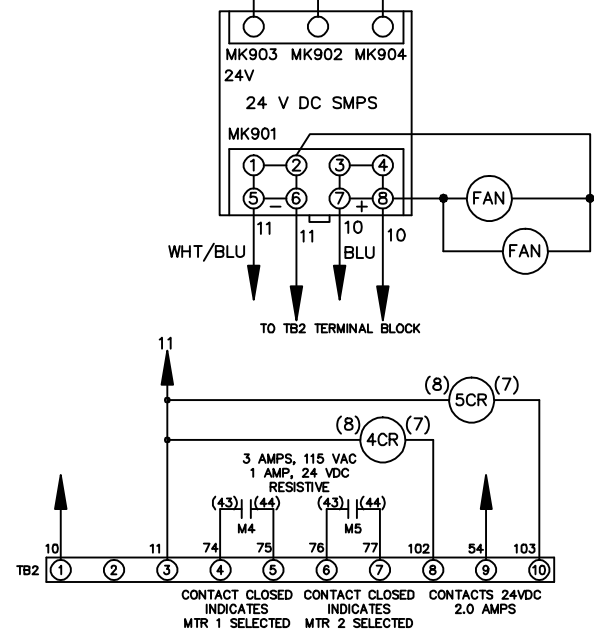 MK903 MK902 MK904
24V
24 V DC SMPS
MK901
1 2 3 4
5 − 6 7 + 8
FAN
FAN
11 11 10 10
WHT/BLU BLU
TO TB2 TERMINAL BLOCK
11
(8) 5CR (7)
(8) 4CR (7)
3 AMPS, 115 VAC
1 AMP, 24 VDC
RESISTIVE
(43) (44) (43) (44)
M4 M5
10 11 74 75 76 77 102 54 103
TB2 1 2 3 4 5 6 7 8 9 10
CONTACT CLOSED CONTACT CLOSED CONTACTS 24VDC
INDICATES INDICATES 2.0 AMPS
MTR 1 SELECTED MTR 2 SELECTED